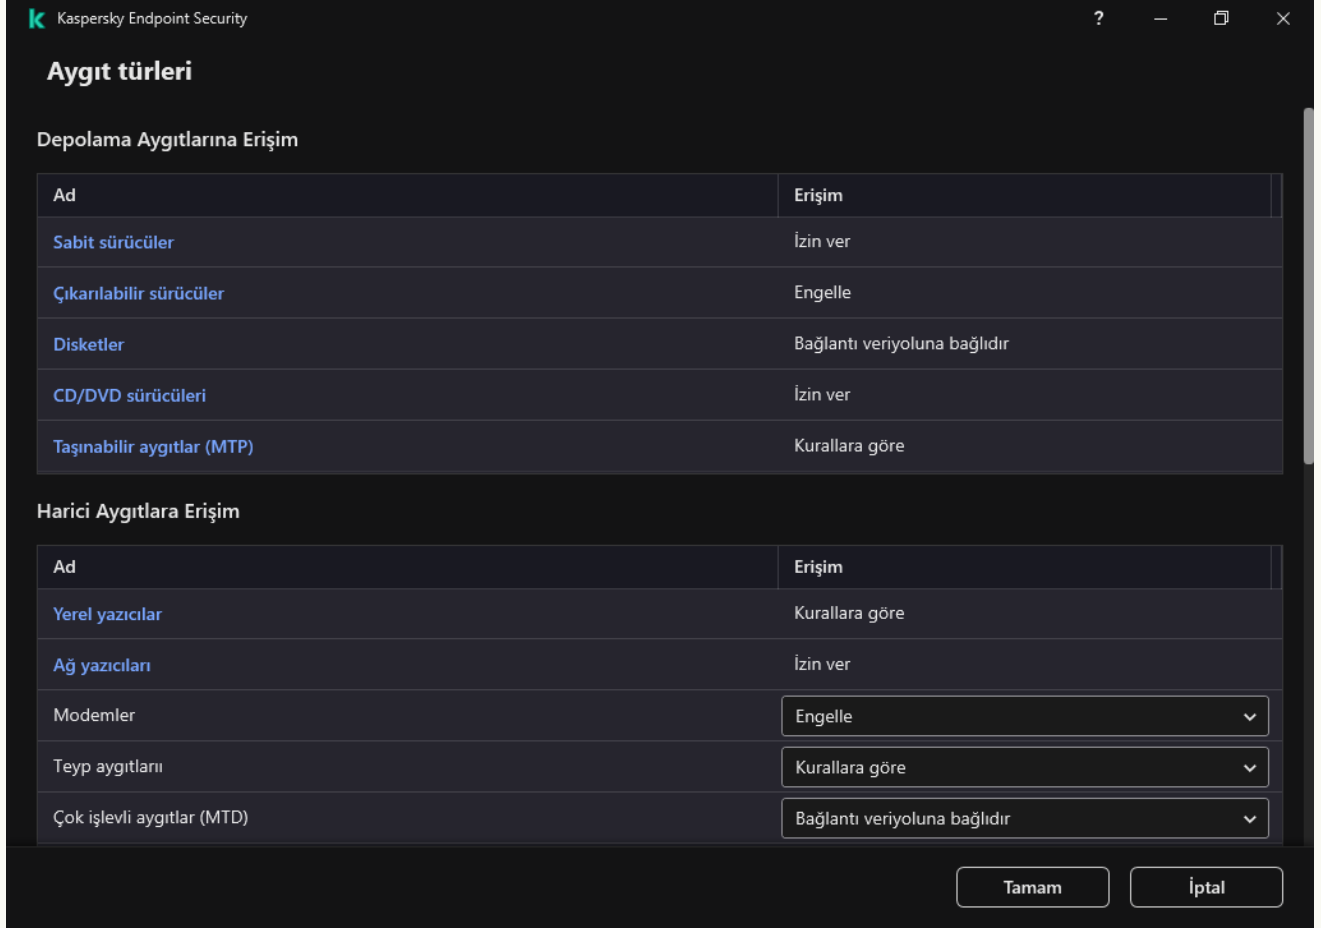 Kaspersky Endpoint Security
?
Aygıt türleri
Depolama Aygıtlarına Erişim
Ad Erişim
Sabit sürücüler İzin ver
Çıkarılabilir sürücüler Engelle
Disketler Bağlantı veriyoluna bağlıdır
CD/DVD sürücüleri İzin ver
Taşınabilir aygıtlar (MTP) Kurallara göre
Harici Aygıtlara Erişim
Ad Erişim
Yerel yazıcılar Kurallara göre
Ağ yazıcıları İzin ver
Modemler Engelle
Teyp aygıtlarıı Kurallara göre
Çok işlevli aygıtlar (MTD) Bağlantı veriyoluna bağlıdır
Tamam İptal